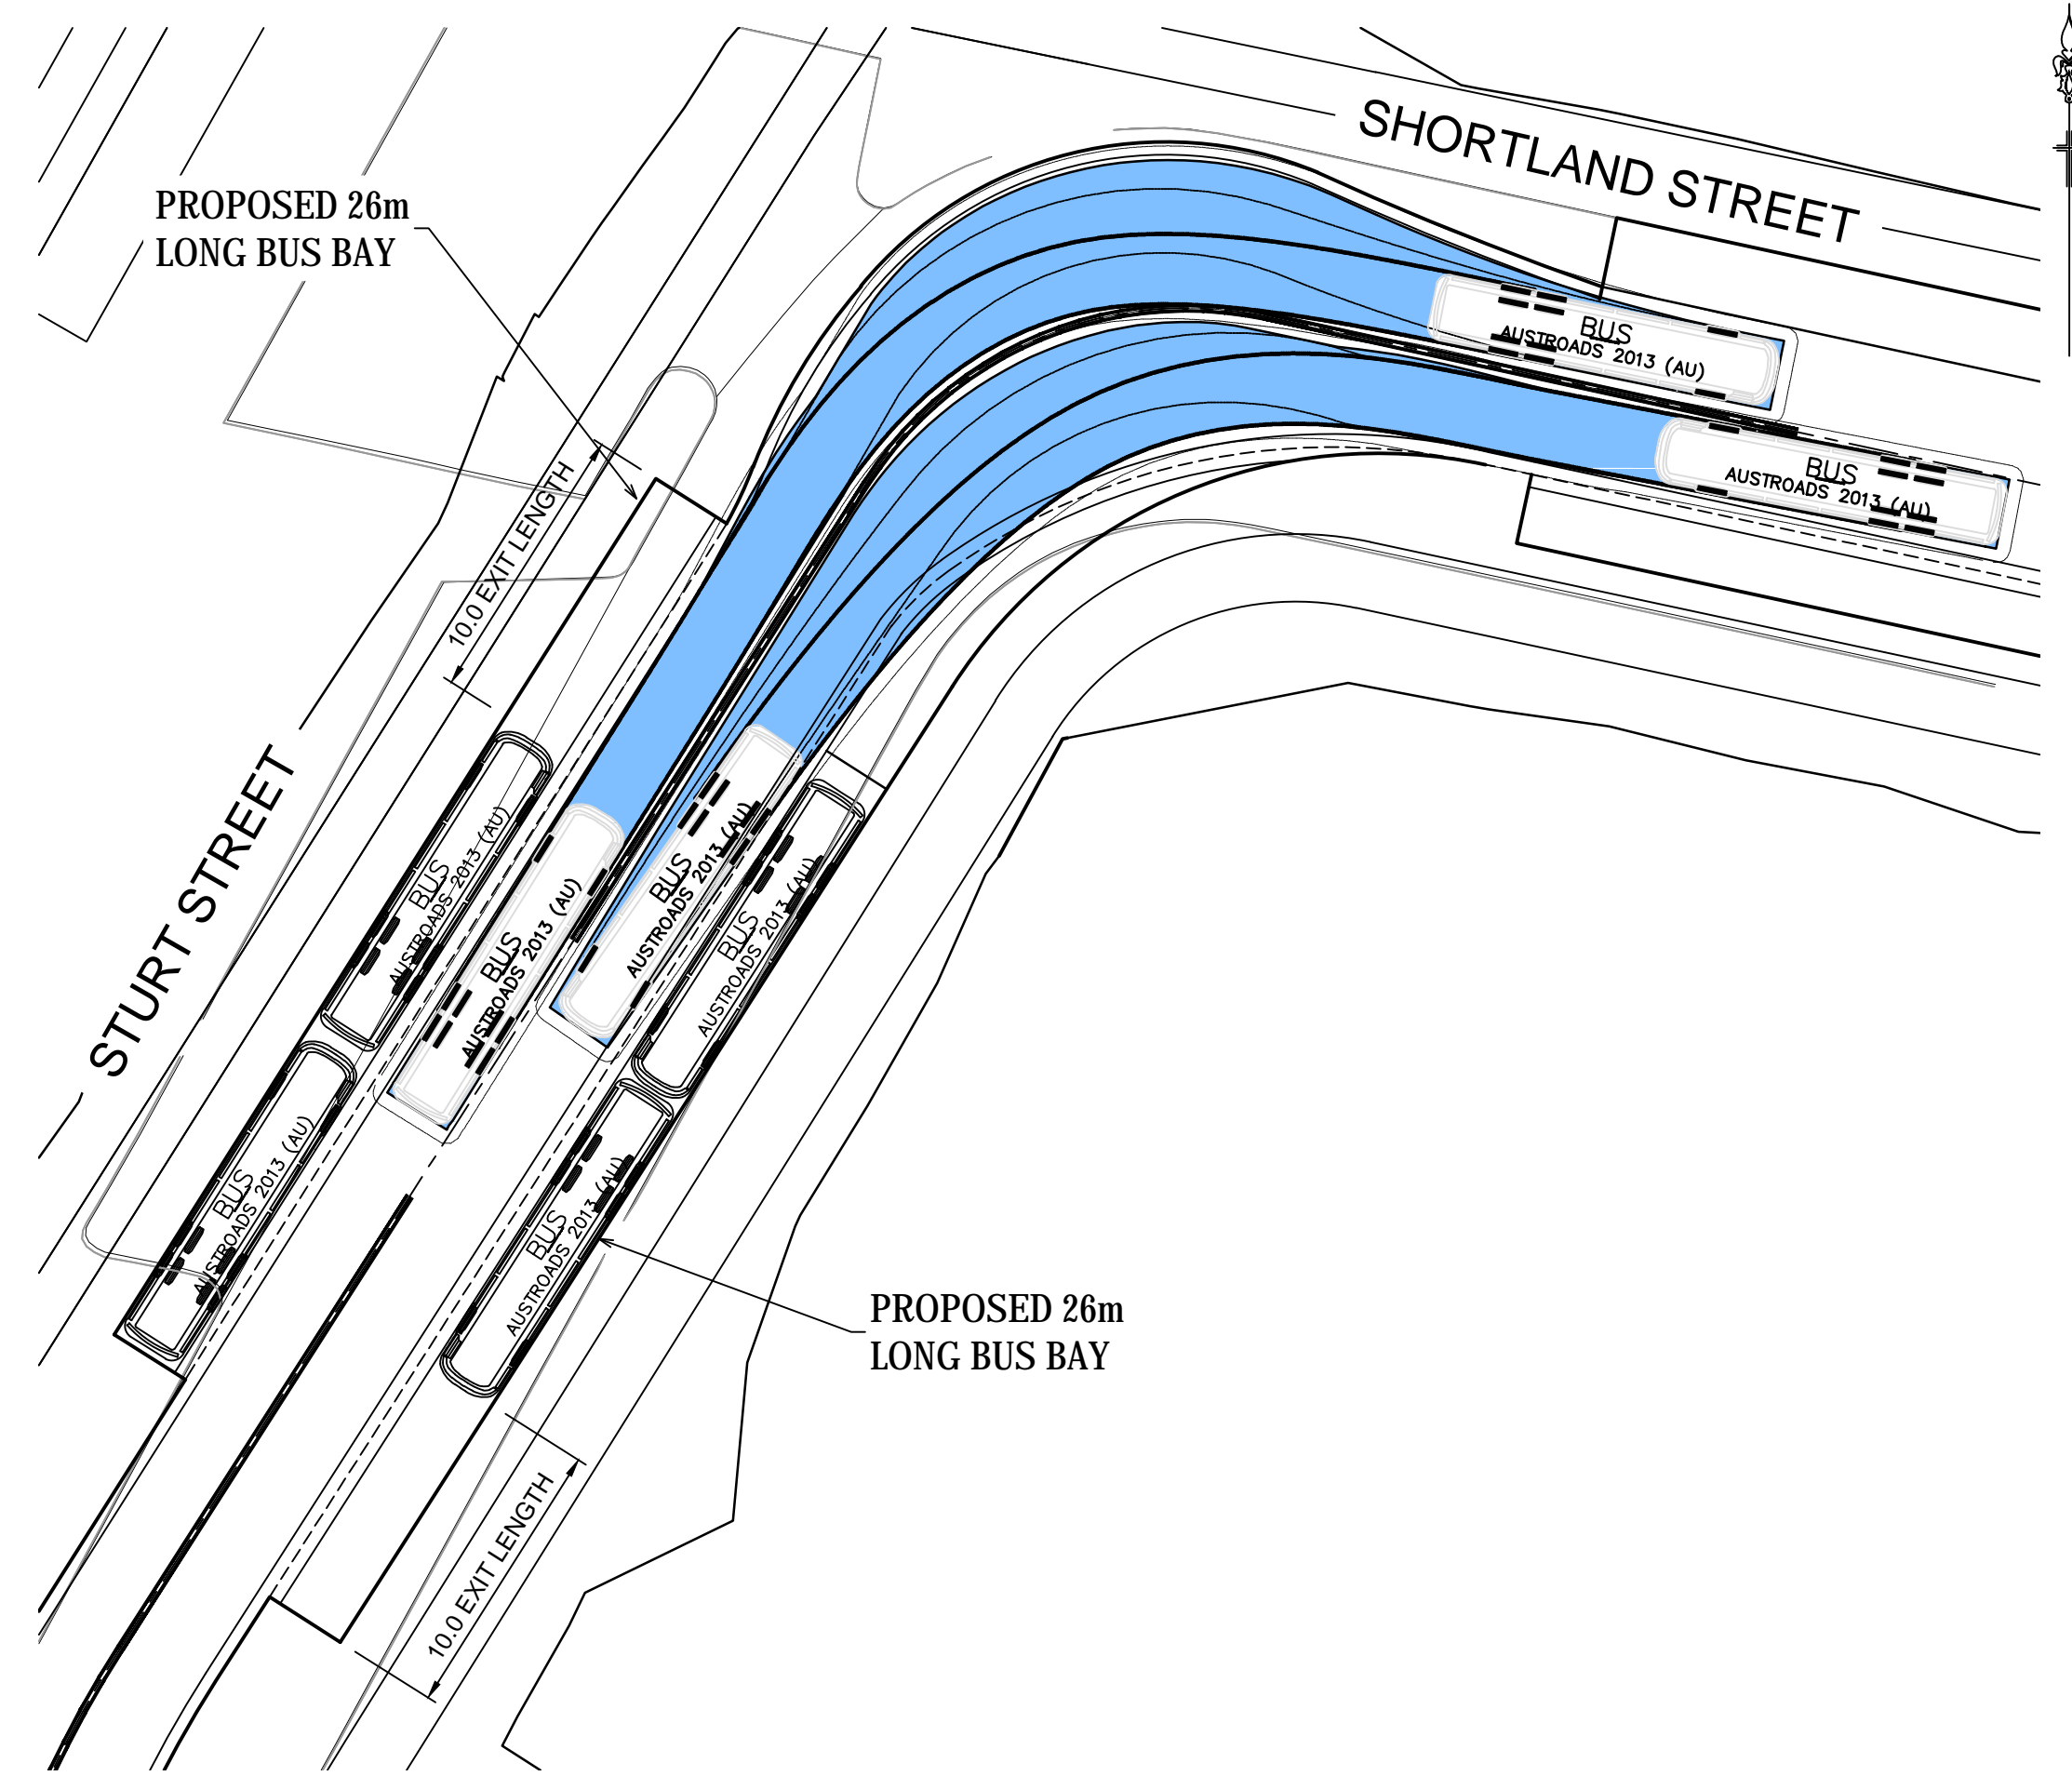 SHORTLAND STREET
PROPOSED 26m
LONG BUS BAY
BUS
AUSTROADS 2013 (AU)
BUS
AUSTROADS 2013 (AU)
10.0 EXIT LENGTH
STURT STREET
BUS
AUSTROADS 2013 (AU)
BUS
AUSTROADS 2013 (AU)
BUS
AUSTROADS 2013 (AU)
BUS
AUSTROADS 2013 (AU)
BUS
AUSTROADS 2013 (AU)
BUS
AUSTROADS 2013 (AU)
PROPOSED 26m
LONG BUS BAY
10.0 EXIT LENGTH